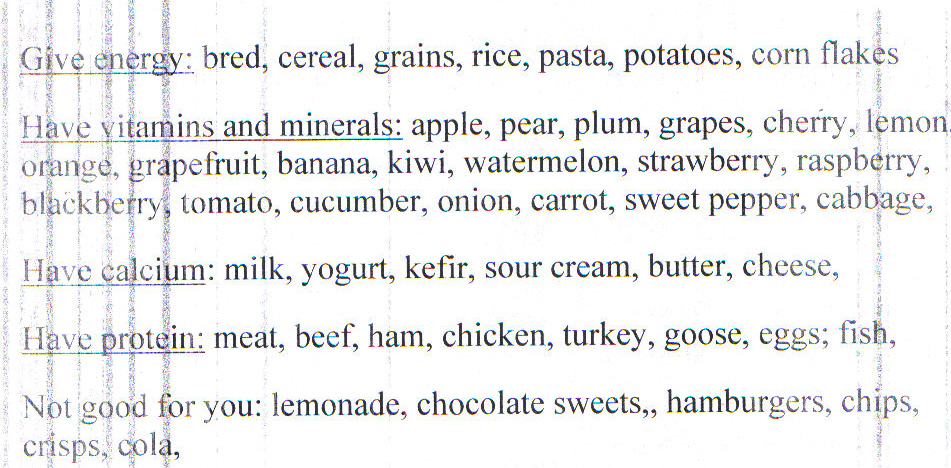 Give energy: bred, cereal, grains, rice, pasta, potatoes, corn flakes
Have vitamins and minerals: apple, pear, plum, grapes, cherry, lemon,
orange, grapefruit, banana, kiwi, watermelon, strawberry, raspberry,
blackberry, tomato, cucumber, onion, carrot, sweet pepper, cabbage,
Have calcium: milk, yogurt, kefir, sour cream, butter, cheese,
Have protein: meat, beef, ham, chicken, turkey, goose, eggs; fish,
Not good for you: lemonade, chocolate sweets,, hamburgers, chips,
crisps, cola,